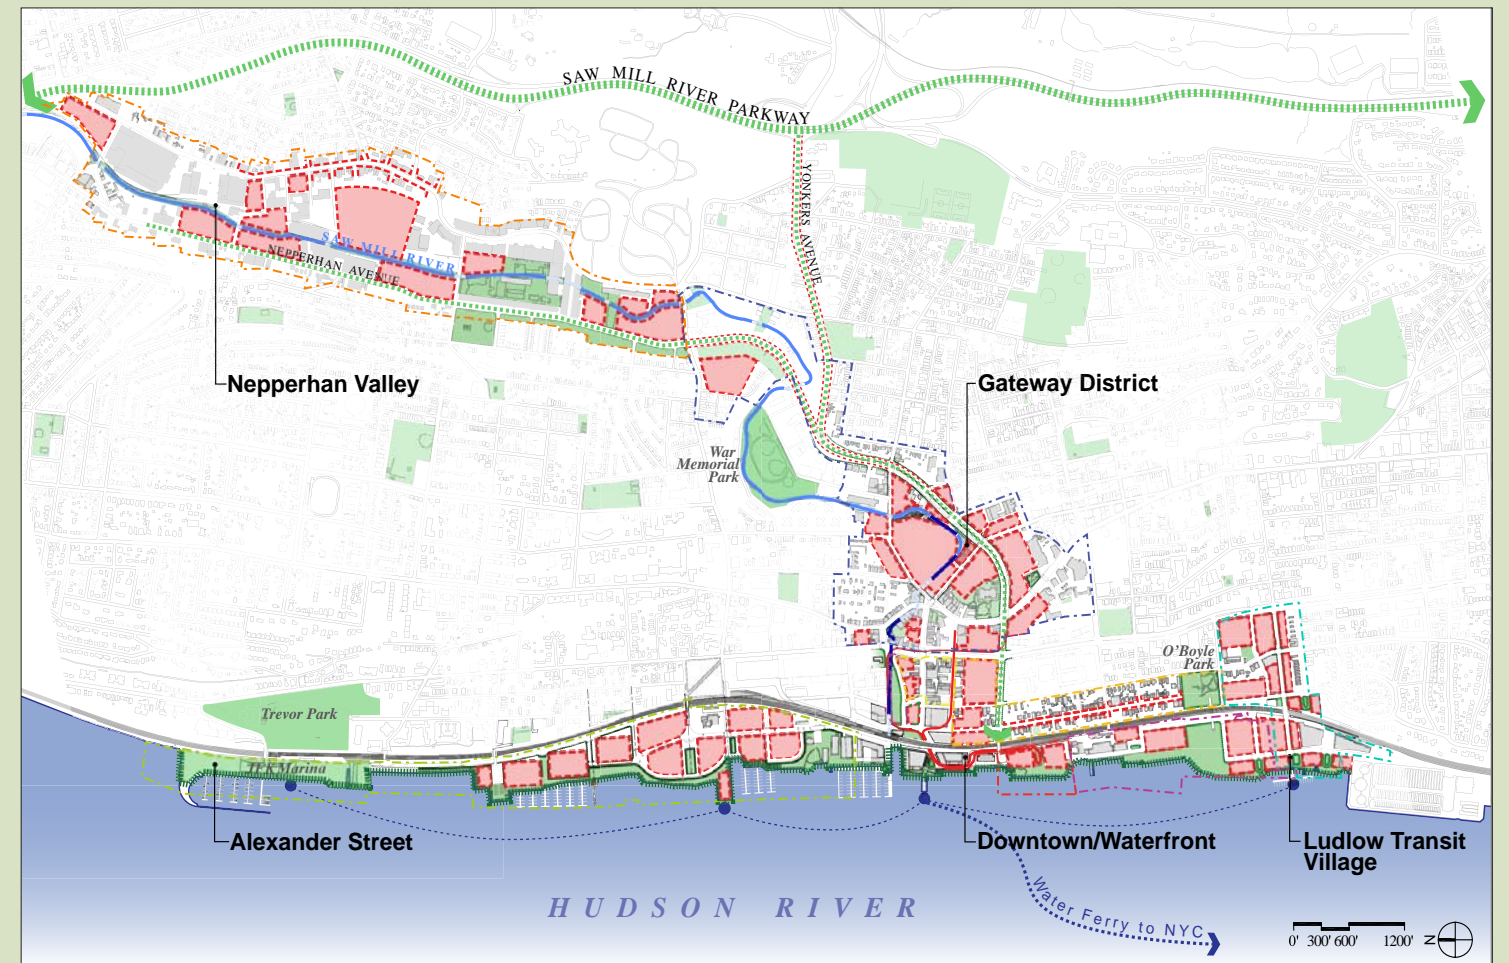 SAW MILL RIVER PARKWAY
YONKERS AVENUE
SAW MILL RIVER
NEPPERHAN AVENUE
Nepperhan Valley
Gateway District
War
Memorial
Park
O'Boyle
Park
Trevor Park
JFK Marina
Alexander Street
Downtown/Waterfront
Ludlow Transit
Village
HUDSON RIVER
Water Ferry to NYC
0' 300' 600' 1200'
N